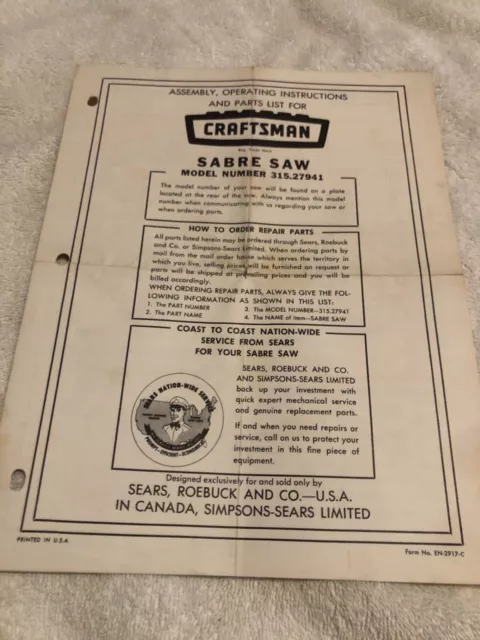 ASSEMBLY, OPERATING INSTRUCTIONS
AND PARTS LIST FOR
CRAFTSMAN
SABRE SAW
MODEL NUMBER 315.27941
The model number of your saw will be found on a plate
located at the rear of the saw. Always mention this model
number when communicating with us regarding your saw or
when ordering parts.
HOW TO ORDER REPAIR PARTS
All parts listed herein may be ordered through Sears, Roebuck
and Co. or Simpsons-Sears Limited. When ordering parts by
mail from the mail order house which serves the territory in
which you live, selling prices will be furnished on request or
parts will be shipped at prevailing prices and you will be
billed accordingly.
WHEN ORDERING REPAIR PARTS, ALWAYS GIVE THE FOL-
LOWING INFORMATION AS SHOWN IN THIS LIST:
1. The PART NUMBER
2. The PART NAME
3. The MODEL NUMBER—315.27941
4. The NAME of item—SABRE SAW
COAST TO COAST NATION-WIDE
SERVICE FROM SEARS
FOR YOUR SABRE SAW
SEARS NATION-WIDE SERVICE
SEARS, ROEBUCK AND CO.
AND SIMPSONS-SEARS LIMITED
back up your investment with
quick expert mechanical service
and genuine replacement parts.
If and when you need repairs or
service, call on us to protect your
investment in this fine piece of
equipment.
Designed exclusively for and sold only by
SEARS, ROEBUCK AND CO.—U.S.A.
IN CANADA, SIMPSONS-SEARS LIMITED
PRINTED IN U.S.A.
Form No. EN-2917-C